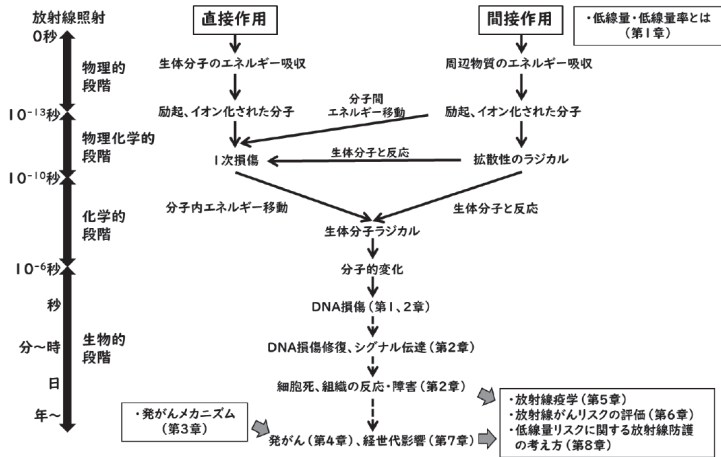 放射線照射
直接作用
間接作用
・低線量・低線量率とは
（第1章）
0秒
物理的
段階
生体分子のエネルギー吸収
周辺物質のエネルギー吸収
励起、イオン化された分子
分子間
エネルギー移動
励起、イオン化された分子
10⁻¹³秒
物理化学的
段階
1次損傷
生体分子と反応
拡散性のラジカル
10⁻¹⁰秒
化学的
段階
分子内エネルギー移動
生体分子と反応
生体分子ラジカル
10⁻⁶秒
分子的変化
秒
DNA損傷（第1、2章）
分～時
生物的
段階
DNA損傷修復、シグナル伝達（第2章）
日
細胞死、組織の反応・障害（第2章）
年～
・発がんメカニズム
（第3章）
発がん（第4章）、経世代影響（第7章）
・放射線疫学（第5章）
・放射線がんリスクの評価（第6章）
・低線量リスクに関する放射線防護
の考え方（第8章）